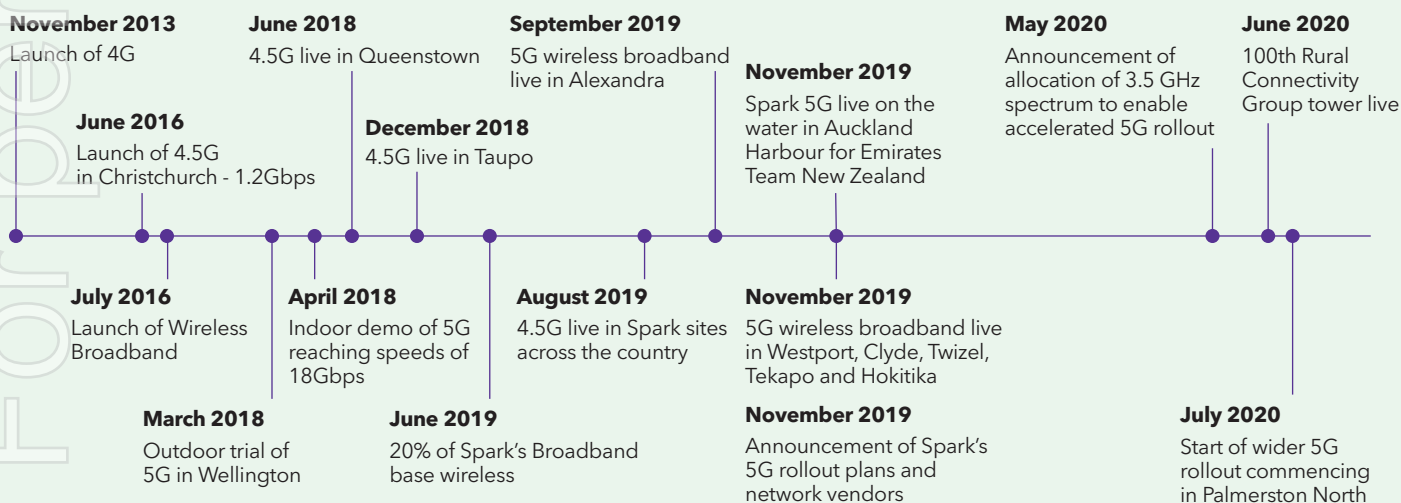 November 2013
Launch of 4G
June 2016
Launch of 4.5G
in Christchurch - 1.2Gbps
June 2018
4.5G live in Queenstown
December 2018
4.5G live in Taupo
September 2019
5G wireless broadband
live in Alexandra
November 2019
Spark 5G live on the
water in Auckland
Harbour for Emirates
Team New Zealand
May 2020
Announcement of
allocation of 3.5 GHz
spectrum to enable
accelerated 5G rollout
June 2020
100th Rural
Connectivity
Group tower live
July 2016
Launch of Wireless
Broadband
March 2018
Outdoor trial of
5G in Wellington
April 2018
Indoor demo of 5G
reaching speeds of
18Gbps
June 2019
20% of Spark’s Broadband
base wireless
August 2019
4.5G live in Spark sites
across the country
November 2019
5G wireless broadband live
in Westport, Clyde, Twizel,
Tekapo and Hokitika
November 2019
Announcement of Spark’s
5G rollout plans and
network vendors
July 2020
Start of wider 5G
rollout commencing
in Palmerston North
For per